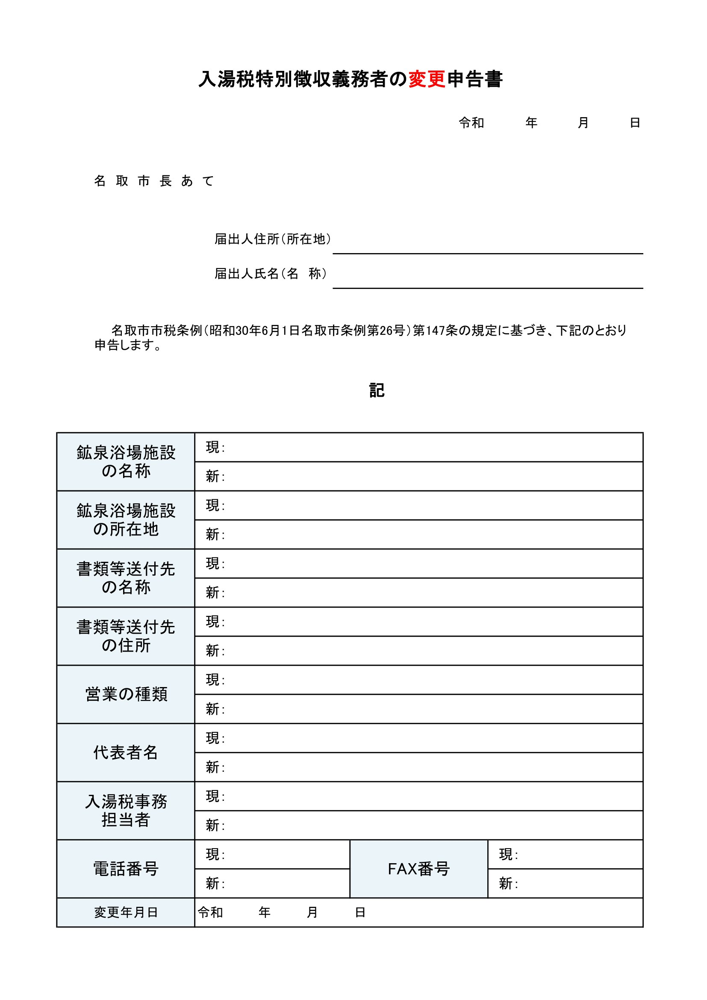 入湯税特別徴収義務者の変更申告書
令和　　　年　　　月　　　日
名 取 市 長 あ て
届出人住所（所在地）
届出人氏名（名　称）
名取市市税条例（昭和30年6月1日名取市条例第26号）第147条の規定に基づき、下記のとおり
申告します。
記
鉱泉浴場施設
の名称
現：
新：
鉱泉浴場施設
の所在地
現：
新：
書類等送付先
の名称
現：
新：
書類等送付先
の住所
現：
新：
営業の種類
現：
新：
代表者名
現：
新：
入湯税事務
担当者
現：
新：
電話番号
現：
新：
FAX番号
現：
新：
変更年月日
令和　　　年　　　月　　　日